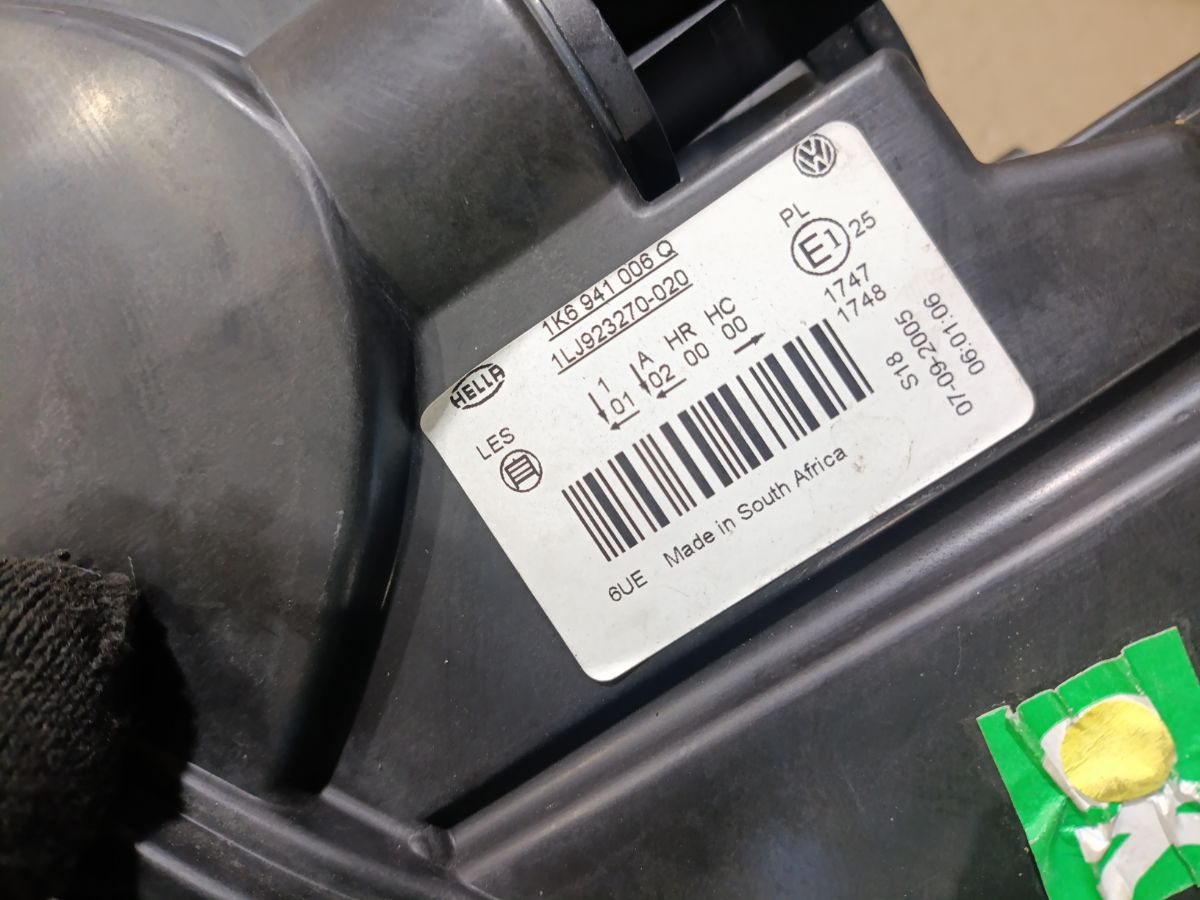 1K6 941 006 Q
1LJ923270-020
HELLA
LES
1 A HR HC
01 02 00 00
PL
E1 25
1747
1748
S18
07-09-2005
06:01:06
6UE Made in South Africa
VW